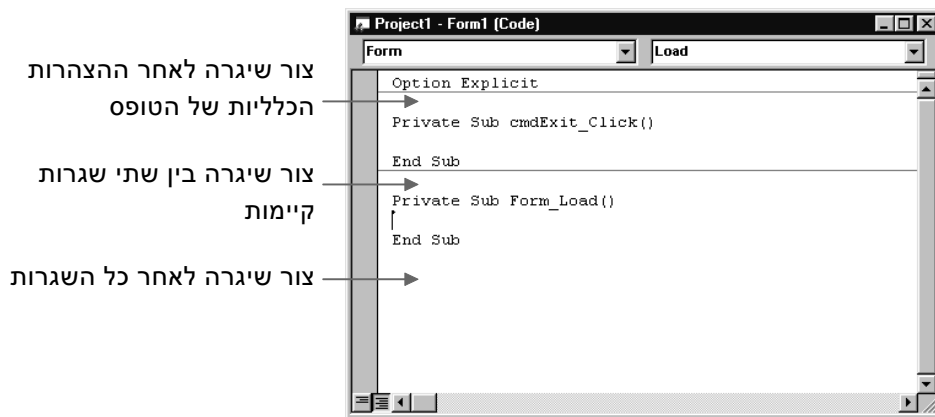 Project1 - Form1 (Code)
Form
Load
צור שיגרה לאחר ההצהרות
הכלליות של הטופס
Option Explicit
Private Sub cmdExit_Click()
End Sub
צור שיגרה בין שתי שגרות
קיימות
Private Sub Form_Load()
End Sub
צור שיגרה לאחר כל השגרות